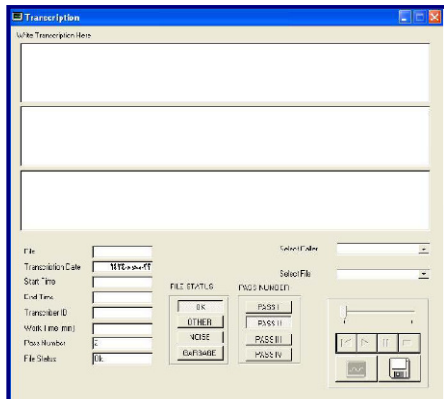 Transcription
Write Transcription Here
File
Transcription Date
Start Time
End Time
Transcriber ID
Work Time (min)
Pass Number 2
File Status Ok
FILE STATUS
OK
OTHER
NOISE
GARBAGE
PASS NUMBER
PASS I
PASS II
PASS III
PASS IV
Select Caller
Select File